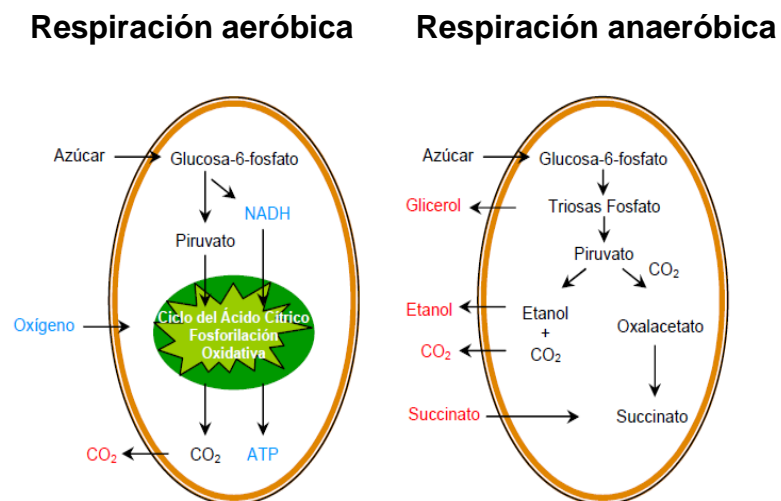 Respiración aeróbica
Azúcar
Glucosa-6-fosfato
NADH
Piruvato
Oxígeno
Ciclo del Ácido Cítrico
Fosforilación
Oxidativa
CO₂
CO₂
ATP
Respiración anaeróbica
Azúcar
Glucosa-6-fosfato
Glicerol
Triosas Fosfato
Piruvato
CO₂
Etanol
Etanol
+
CO₂
Oxalacetato
CO₂
Succinato
Succinato